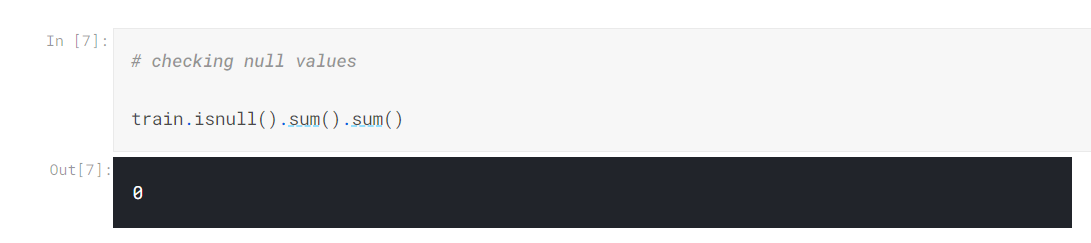 In [7]:
# checking null values
train.isnull().sum().sum()
Out[7]:
0